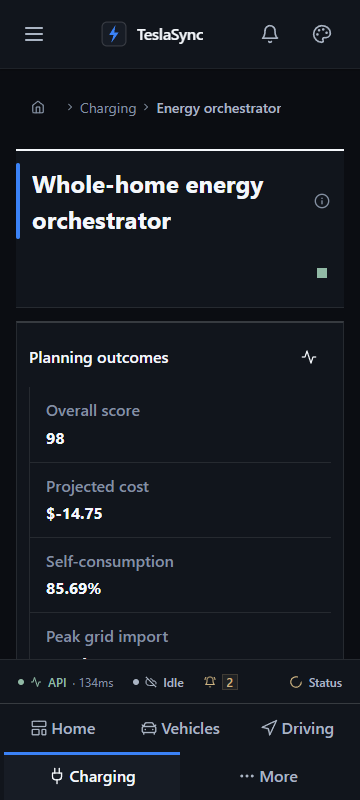 TeslaSync
Charging
Energy orchestrator
Whole-home energy
orchestrator
Planning outcomes
Overall score
98
Projected cost
$-14.75
Self-consumption
85.69%
Peak grid import
API · 134ms
Idle
2
Status
Home
Vehicles
Driving
Charging
More